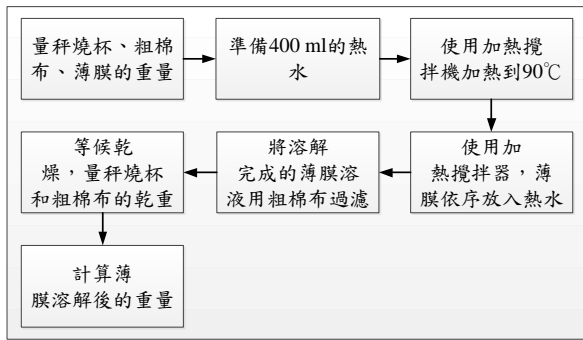 量秤燒杯、粗棉
布、薄膜的重量
準備400 ml的熱
水
使用加熱攪
拌機加熱到90℃
使用加
熱攪拌器，薄
膜依序放入熱水
將溶解
完成的薄膜溶
液用粗棉布過濾
等候乾
燥，量秤燒杯
和粗棉布的乾重
計算薄
膜溶解後的重量